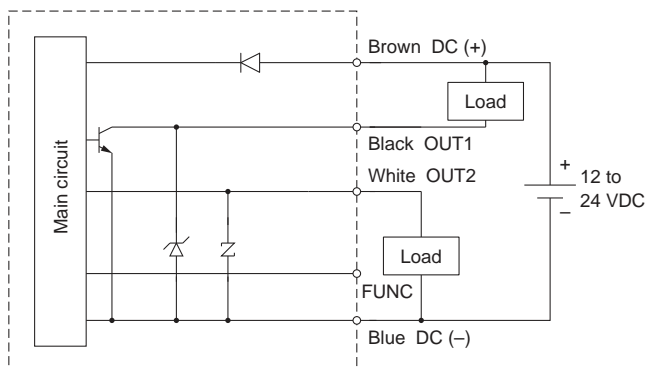 Brown DC (+)
Load
Black OUT1
White OUT2
Main circuit
+
12 to
24 VDC
–
Load
FUNC
Blue DC (–)